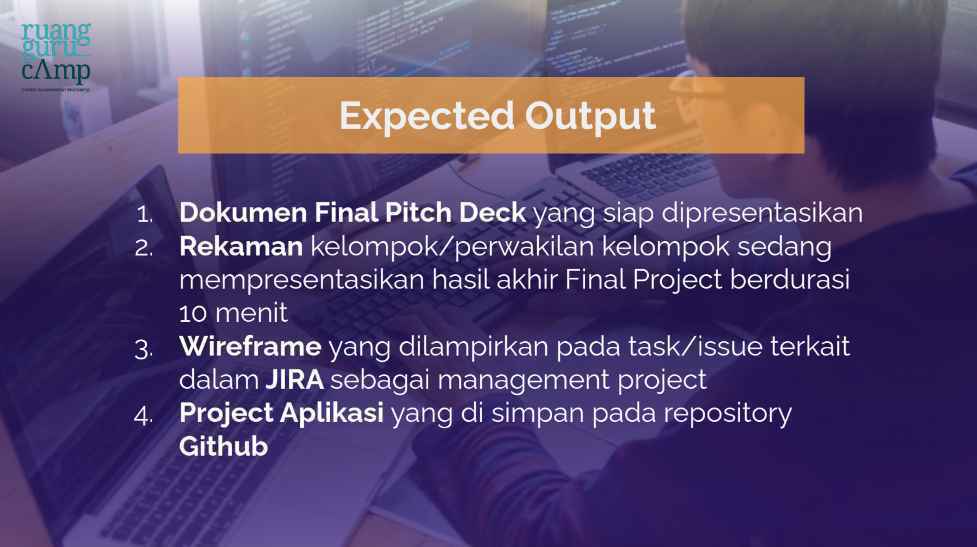 ruang
guru
cΛmp
Expected Output
1. Dokumen Final Pitch Deck yang siap dipresentasikan
2. Rekaman kelompok/perwakilan kelompok sedang
mempresentasikan hasil akhir Final Project berdurasi
10 menit
3. Wireframe yang dilampirkan pada task/issue terkait
dalam JIRA sebagai management project
4. Project Aplikasi yang di simpan pada repository
Github